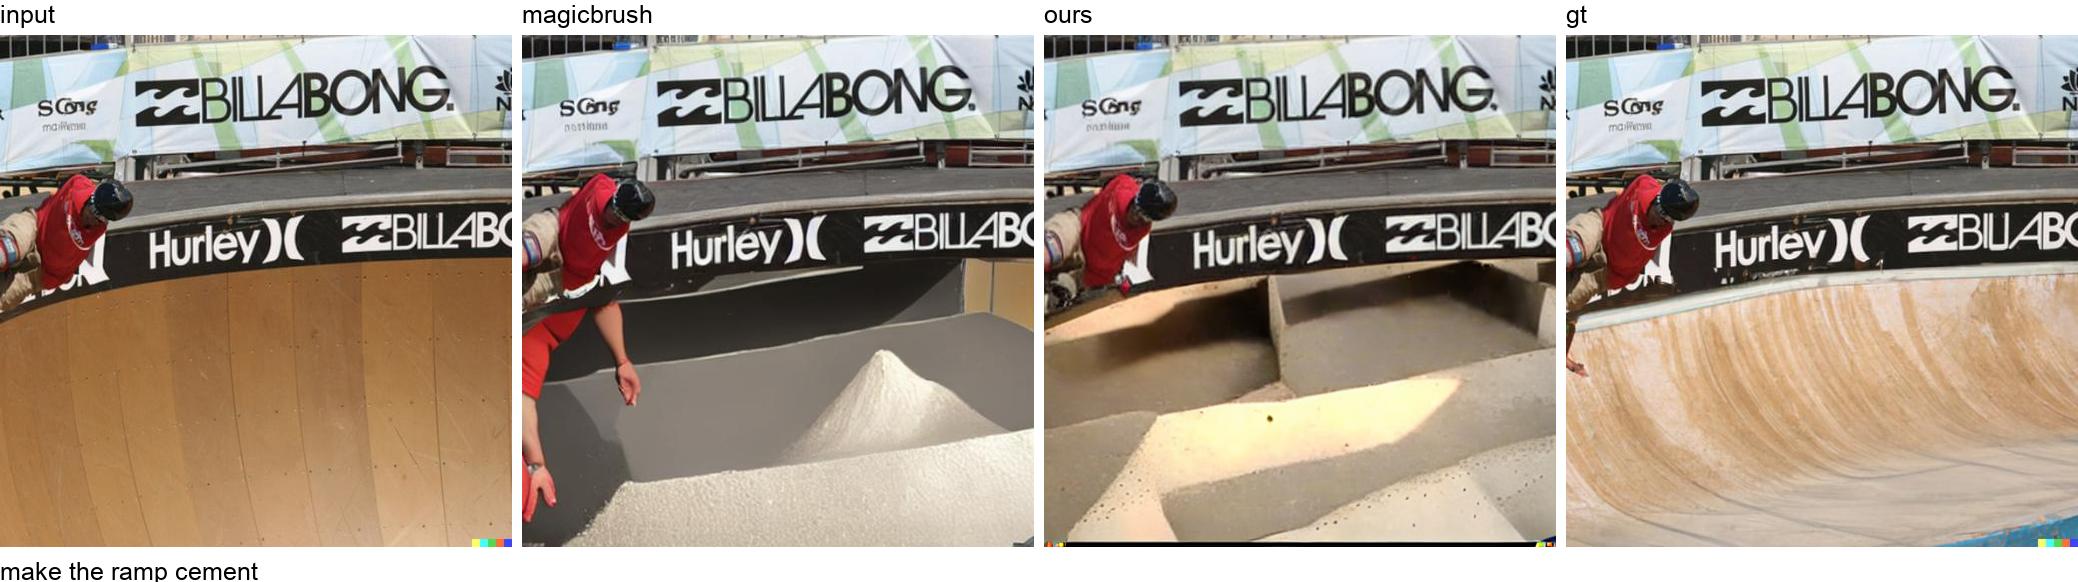 input
magicbrush
ours
gt
BILLABONG.
BILLABONG.
BILLABONG.
BILLABONG.
N
N
N
N
Hurley
BILLABO
Hurley
BILLABO
Hurley
BILLABO
Hurley
BILLABO
make the ramp cement